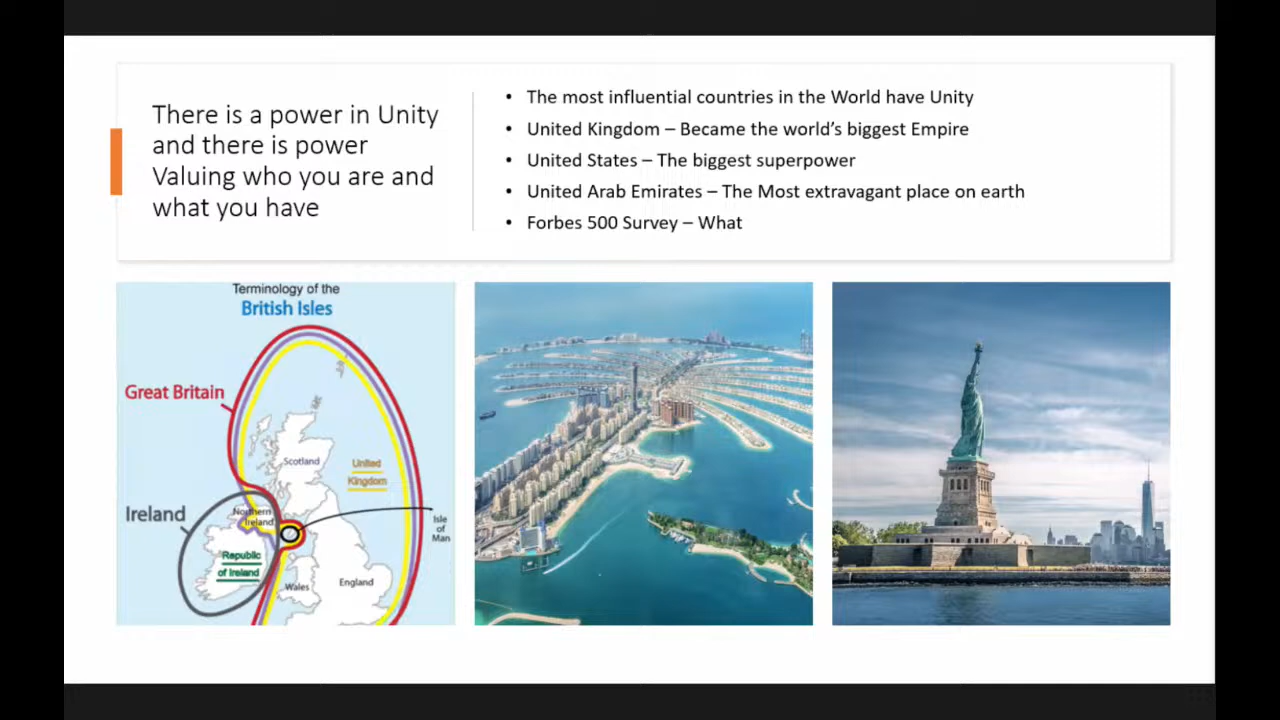 There is a power in Unity
and there is power
Valuing who you are and
what you have
• The most influential countries in the World have Unity
• United Kingdom – Became the world's biggest Empire
• United States – The biggest superpower
• United Arab Emirates – The Most extravagant place on earth
• Forbes 500 Survey – What
Terminology of the
British Isles
Great Britain
Scotland
United
Kingdom
Ireland
Northern
Ireland
Isle
of
Man
Republic
of Ireland
Wales
England